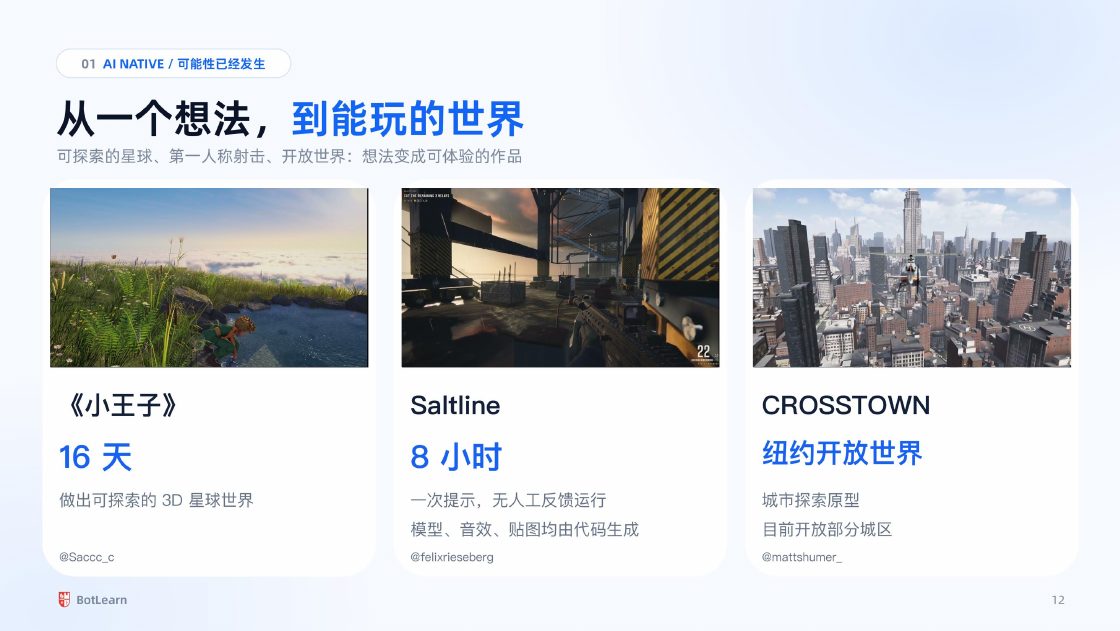 01 AI NATIVE / 可能性已经发生
从一个想法，到能玩的世界
可探索的星球、第一人称射击、开放世界：想法变成可体验的作品
22
《小王子》
16 天
做出可探索的 3D 星球世界
@Saccc_c
Saltline
8 小时
一次提示，无人工反馈运行
模型、音效、贴图均由代码生成
@felixrieseberg
CROSSTOWN
纽约开放世界
城市探索原型
目前开放部分城区
@mattshumer_
BotLearn
12